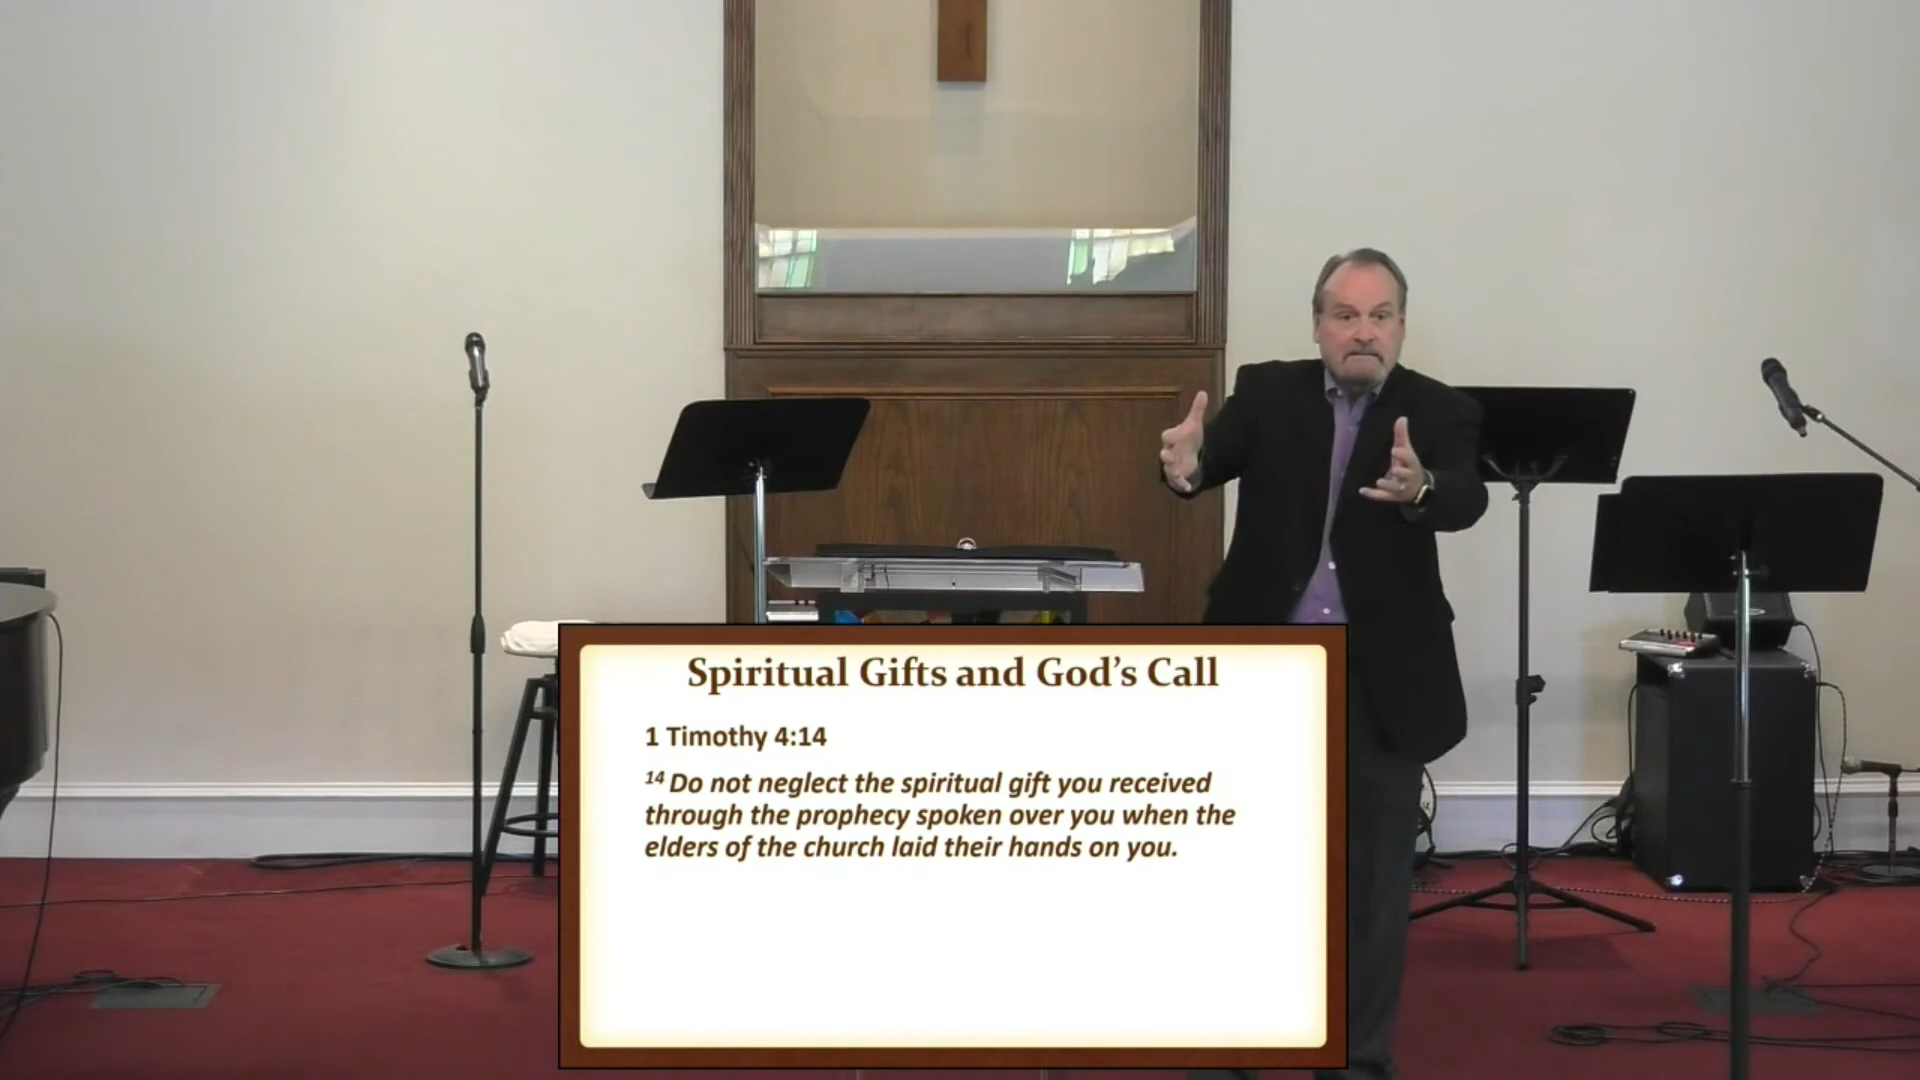 Spiritual Gifts and God's Call
1 Timothy 4:14
14 Do not neglect the spiritual gift you received
through the prophecy spoken over you when the
elders of the church laid their hands on you.